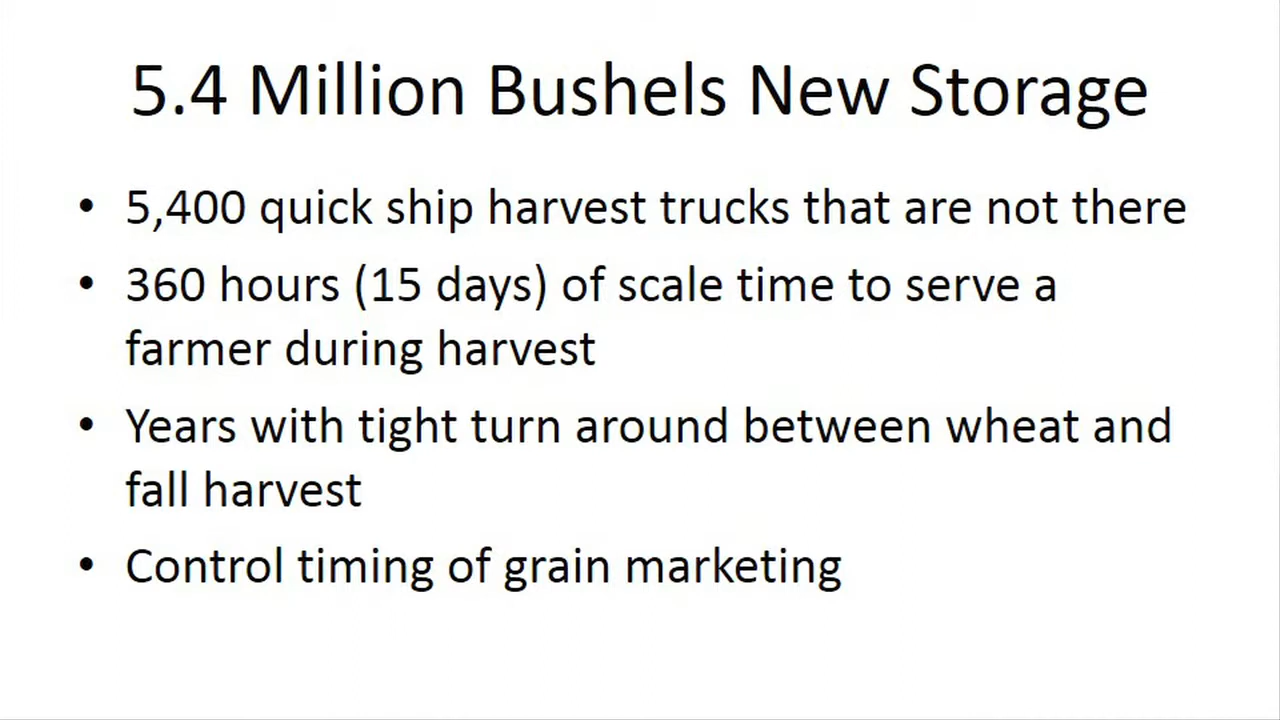 5.4 Million Bushels New Storage
• 5,400 quick ship harvest trucks that are not there
• 360 hours (15 days) of scale time to serve a
farmer during harvest
• Years with tight turn around between wheat and
fall harvest
• Control timing of grain marketing